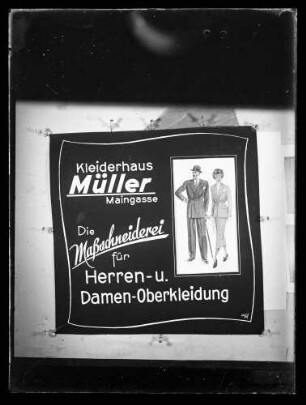 Kleiderhaus
Müller
Maingasse
Die
Maßschneiderei
für
Herren-u.
Damen-Oberkleidung